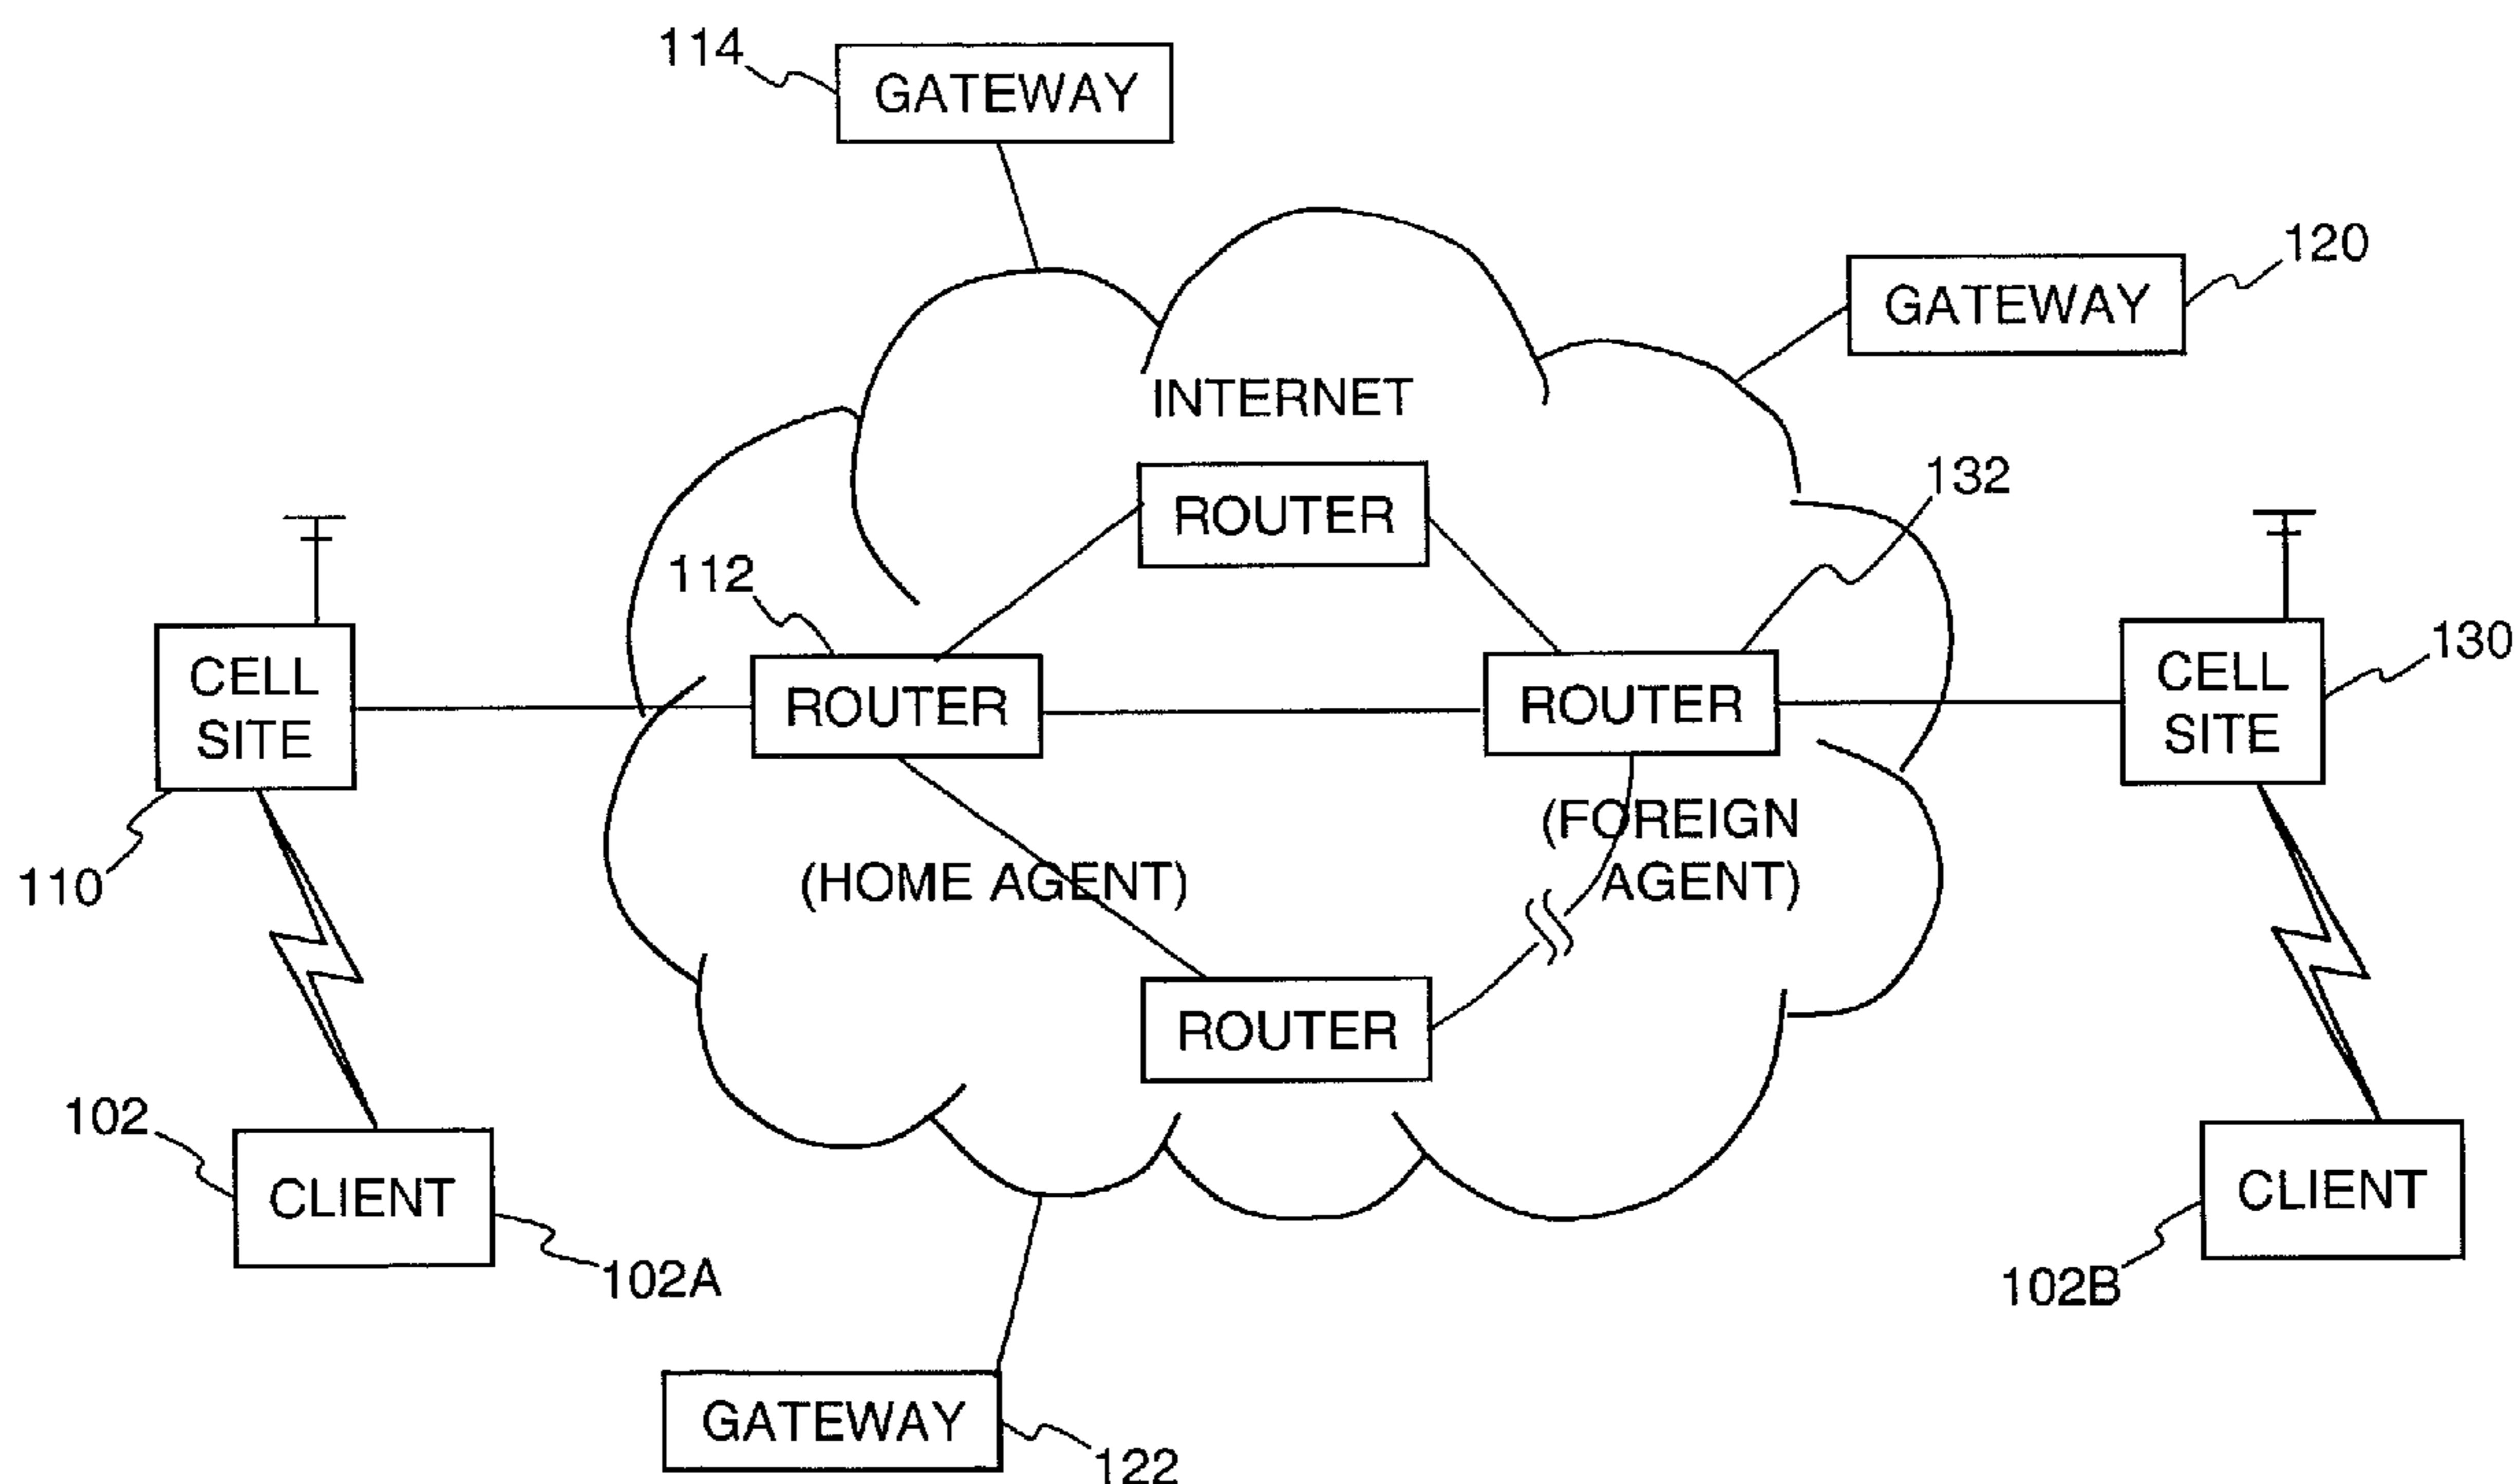 114
GATEWAY
120
GATEWAY
INTERNET
132
ROUTER
112
CELL
SITE
ROUTER
ROUTER
CELL
SITE
130
110
(HOME AGENT)
(FOREIGN
AGENT)
ROUTER
102
CLIENT
102A
CLIENT
102B
GATEWAY
122